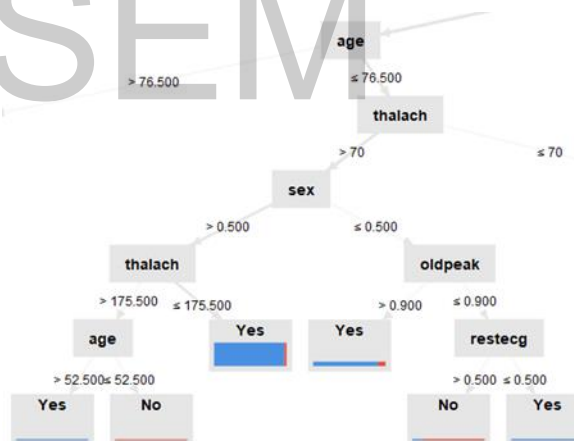 SEM
age
> 76.500
≤ 76.500
thalach
> 70
≤ 70
sex
> 0.500
≤ 0.500
thalach
oldpeak
> 175.500
≤ 175.500
> 0.900
≤ 0.900
age
Yes
Yes
restecg
> 52.500
≤ 52.500
> 0.500
≤ 0.500
Yes
No
No
Yes